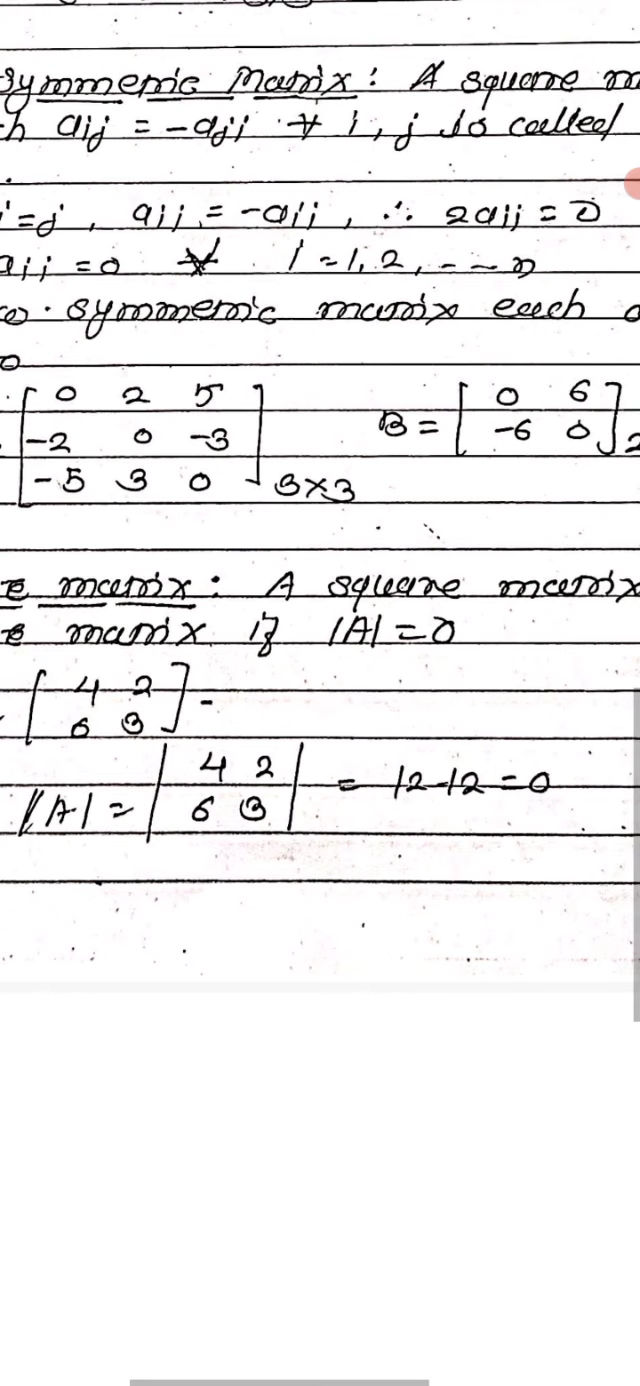 symmetric Matrix : A square m
h aij = -aji ∀ i, j is called
i=j, aii = -aii, ∴ 2aii = 0
aii = 0 ∀ i = 1, 2, --- n
w. symmetric matrix each
0
[ 0 2 5
-2 0 -3
-5 3 0 ] 3×3
B = [ 0 6
-6 0 ] 2
e matrix : A square matrix
e matrix if |A| = 0
[ 4 2
6 3 ] -
|A| = | 4 2
6 3 | = 12-12 = 0